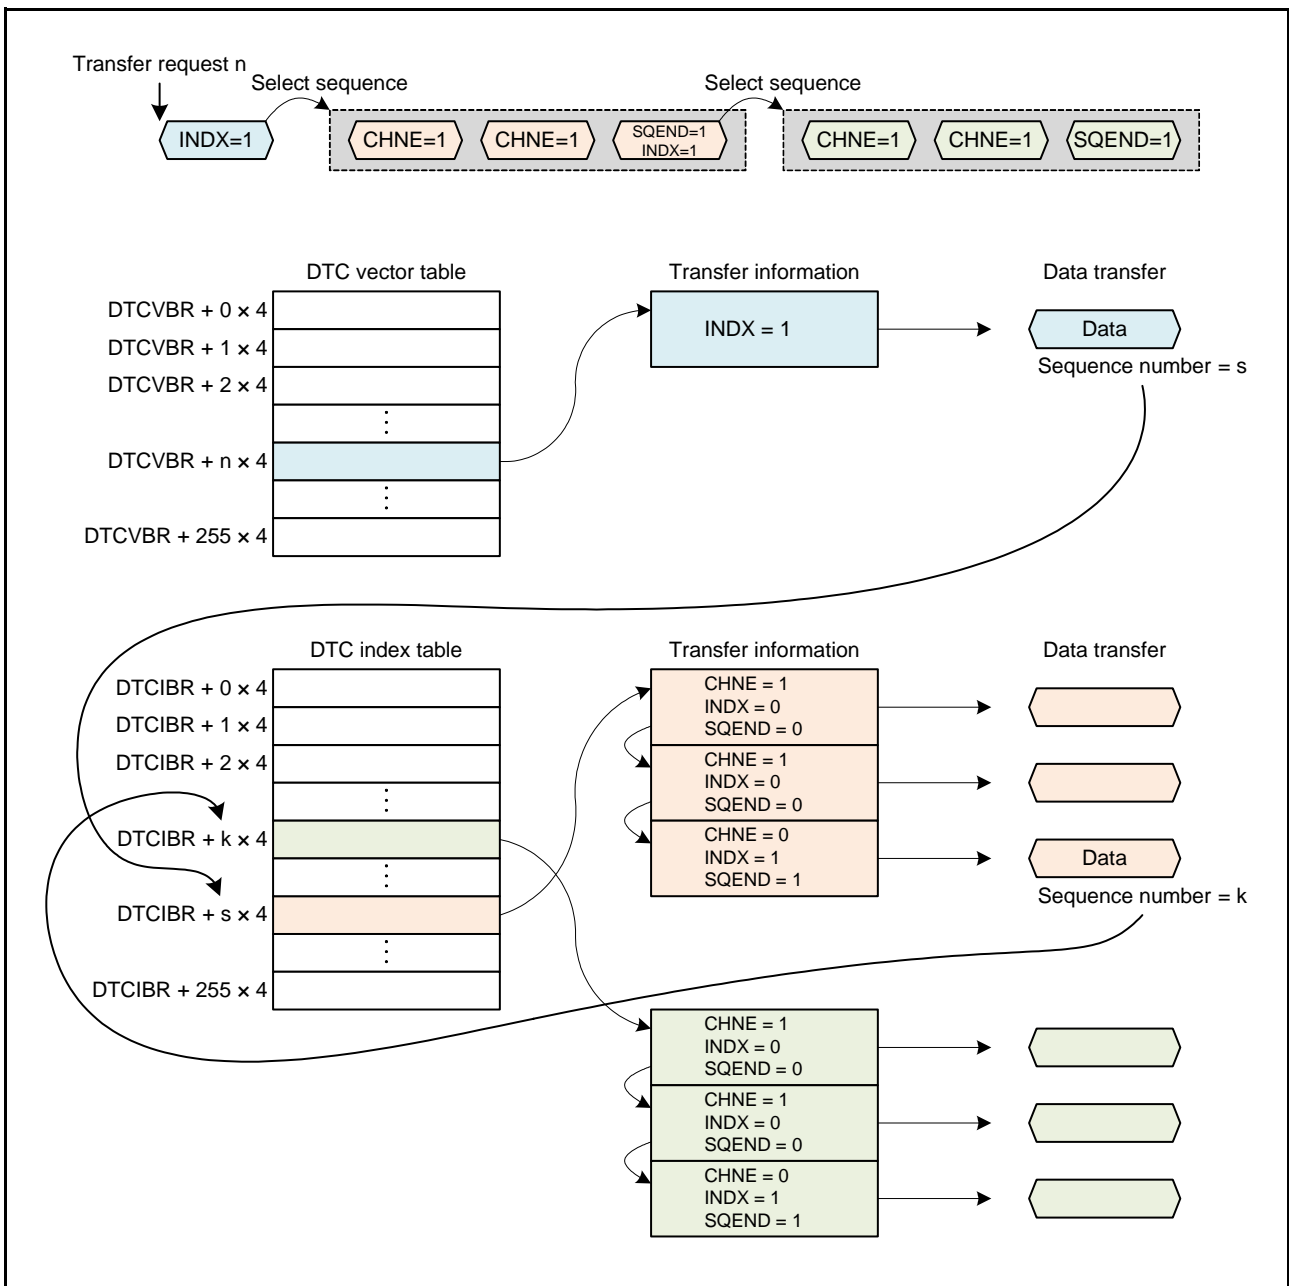 Transfer request n
Select sequence
Select sequence
INDX=1
CHNE=1
CHNE=1
SQEND=1
INDX=1
CHNE=1
CHNE=1
SQEND=1
DTC vector table
Transfer information
Data transfer
DTCVBR + 0 × 4
DTCVBR + 1 × 4
DTCVBR + 2 × 4
⋮
DTCVBR + n × 4
⋮
DTCVBR + 255 × 4
INDX = 1
Data
Sequence number = s
DTC index table
Transfer information
Data transfer
DTCIBR + 0 × 4
DTCIBR + 1 × 4
DTCIBR + 2 × 4
⋮
DTCIBR + k × 4
⋮
DTCIBR + s × 4
⋮
DTCIBR + 255 × 4
CHNE = 1
INDX = 0
SQEND = 0
CHNE = 1
INDX = 0
SQEND = 0
CHNE = 0
INDX = 1
SQEND = 1
Data
Sequence number = k
CHNE = 1
INDX = 0
SQEND = 0
CHNE = 1
INDX = 0
SQEND = 0
CHNE = 0
INDX = 1
SQEND = 1